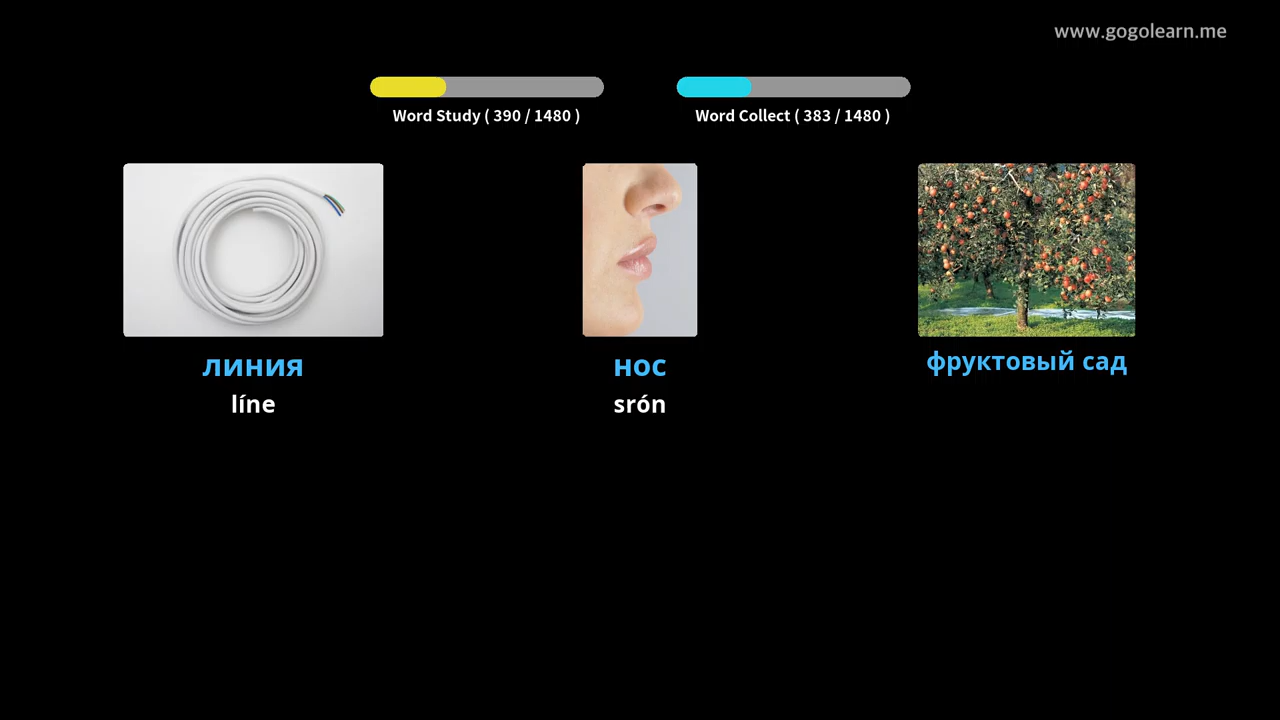 www.gogolearn.me
Word Study ( 390 / 1480 )
Word Collect ( 383 / 1480 )
линия
líne
нос
srón
фруктовый сад